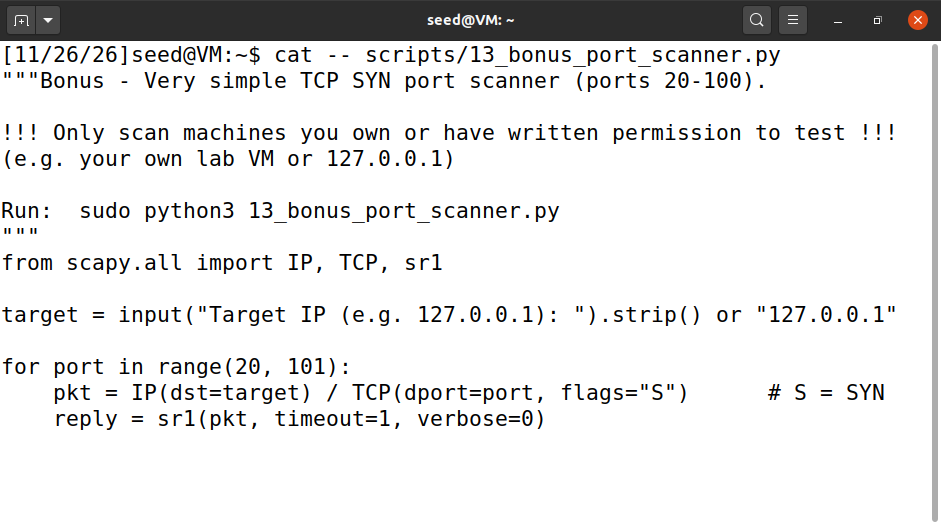 seed@VM: ~
[11/26/26]seed@VM:~$ cat -- scripts/13_bonus_port_scanner.py
"""Bonus - Very simple TCP SYN port scanner (ports 20-100).

!!! Only scan machines you own or have written permission to test !!!
(e.g. your own lab VM or 127.0.0.1)

Run:  sudo python3 13_bonus_port_scanner.py
"""
from scapy.all import IP, TCP, sr1

target = input("Target IP (e.g. 127.0.0.1): ").strip() or "127.0.0.1"

for port in range(20, 101):
    pkt = IP(dst=target) / TCP(dport=port, flags="S")      # S = SYN
    reply = sr1(pkt, timeout=1, verbose=0)